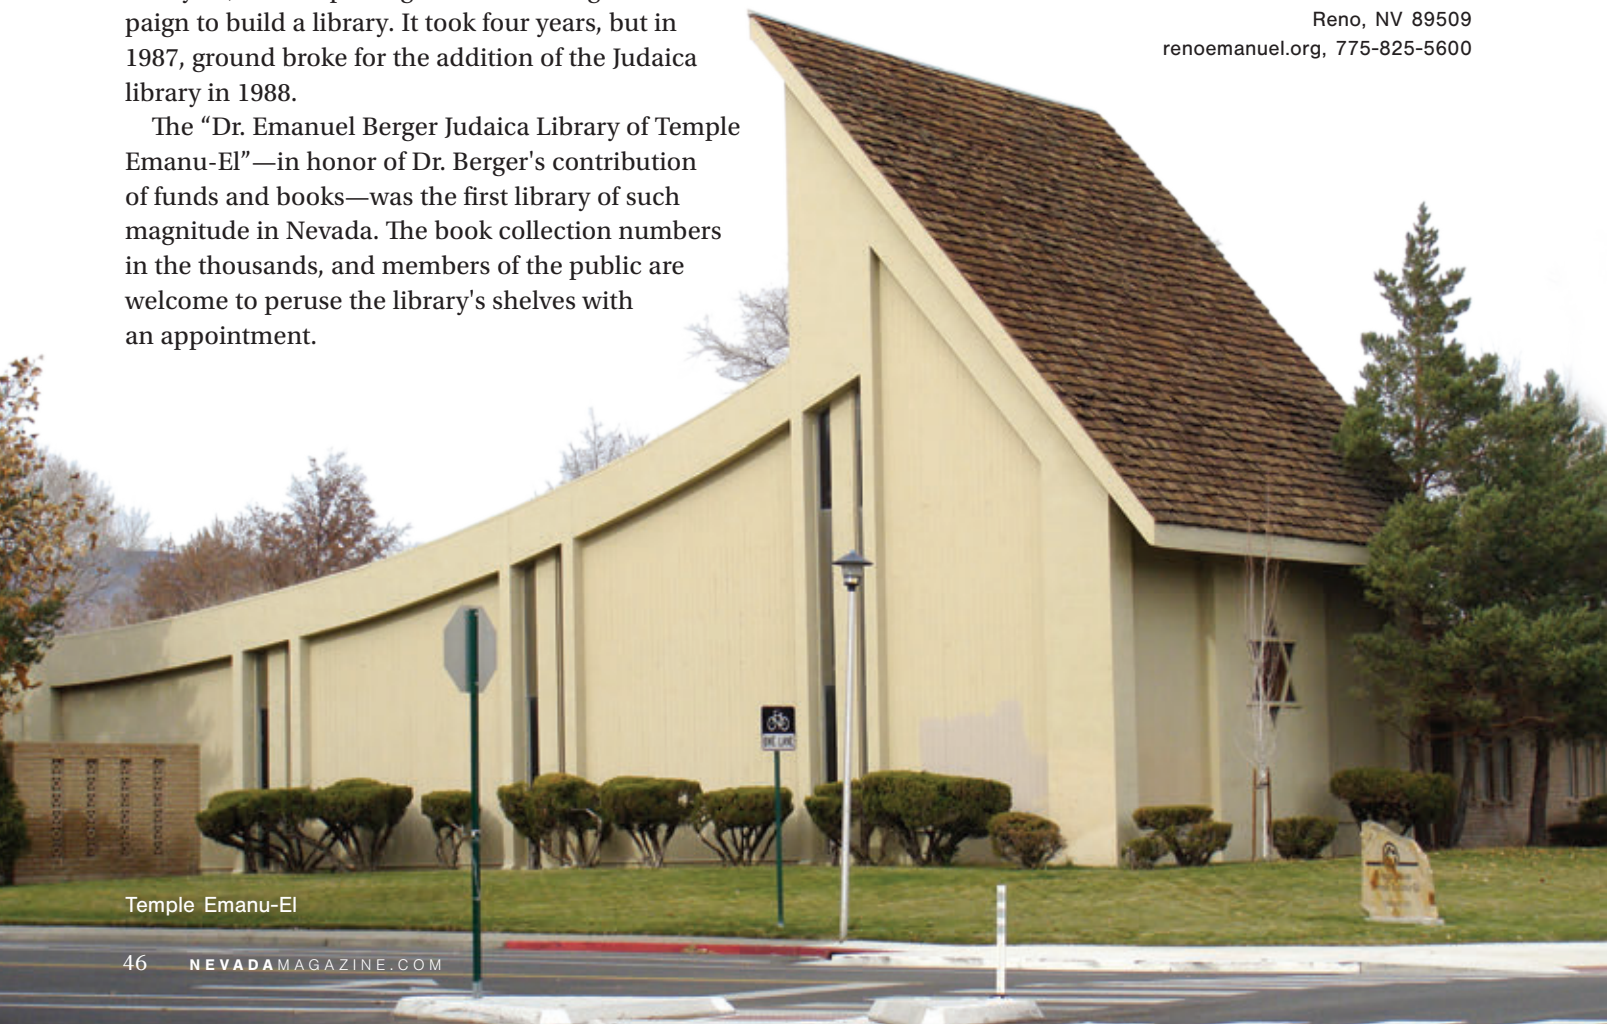 paign to build a library. It took four years, but in
1987, ground broke for the addition of the Judaica
library in 1988.
The “Dr. Emanuel Berger Judaica Library of Temple
Emanu-El”—in honor of Dr. Berger's contribution
of funds and books—was the first library of such
magnitude in Nevada. The book collection numbers
in the thousands, and members of the public are
welcome to peruse the library's shelves with
an appointment.
Reno, NV 89509
renoemanuel.org, 775-825-5600
BIKE LANE
Temple Emanu-El
46 NEVADAMAGAZINE.COM